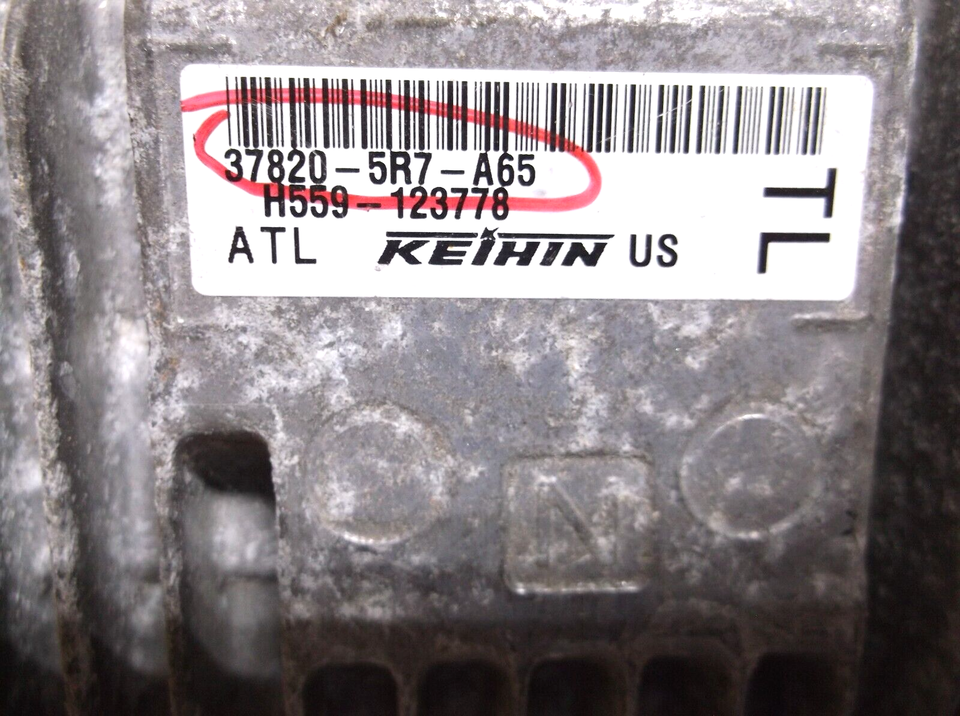 37820-5R7-A65
H559-123778
ATL KEIHIN US
TL
N